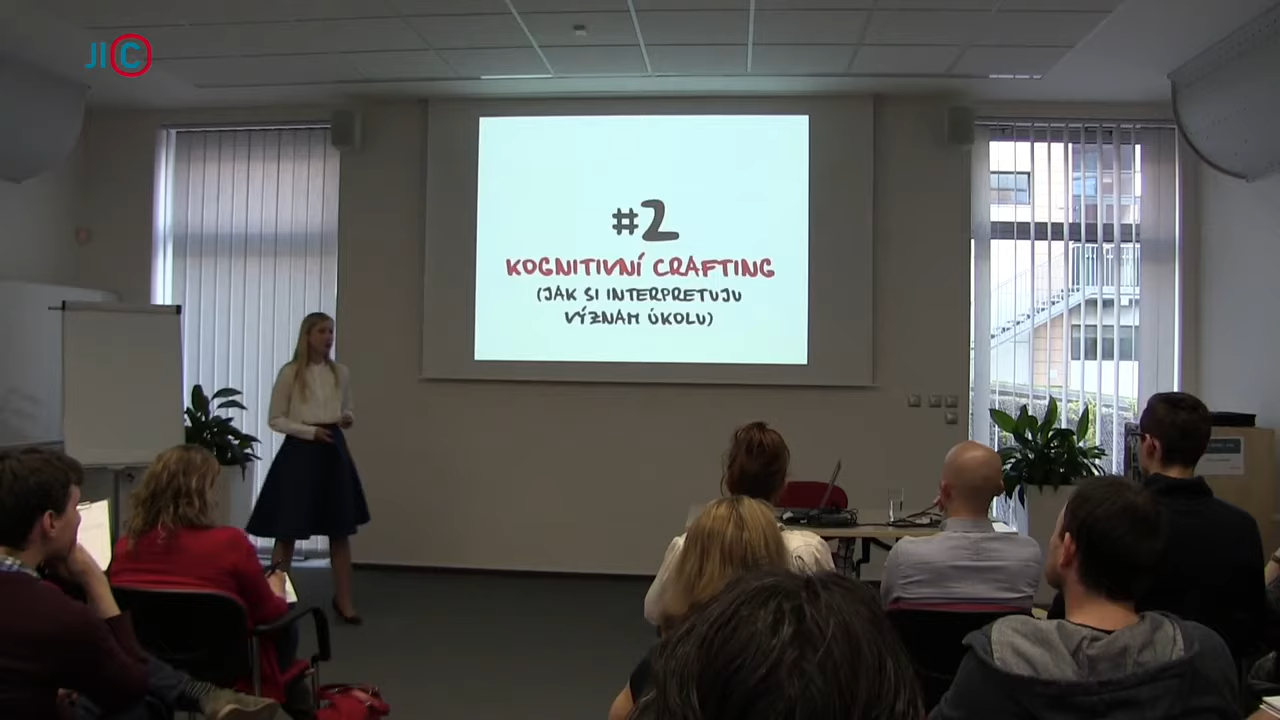 JIC
#2
KOGNITIVNÍ CRAFTING
(JAK SI INTERPRETUJU
VÝZNAM ÚKOLU)